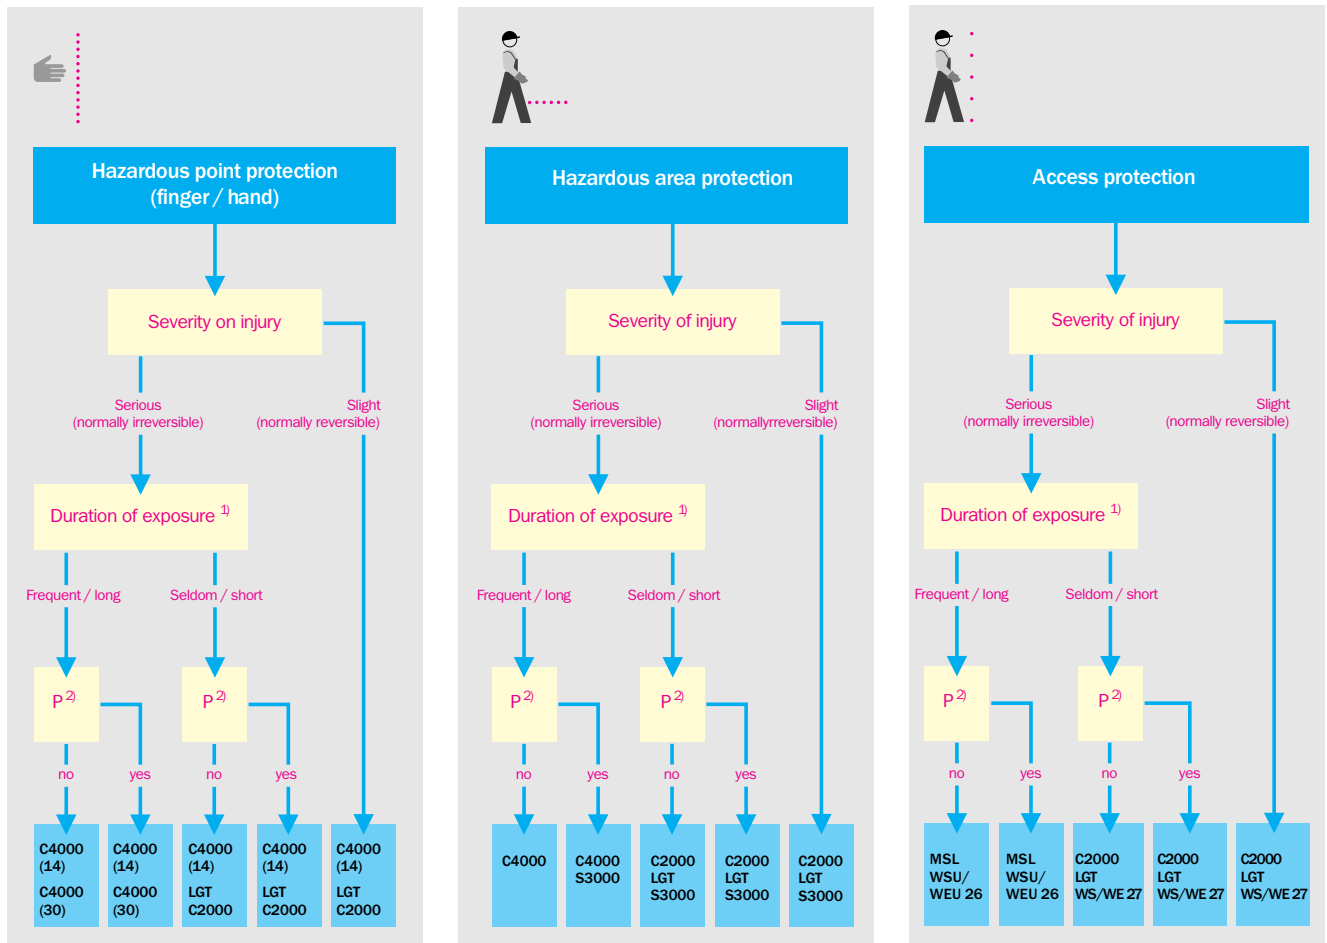 Hazardous point protection
(finger / hand)
Severity on injury
Serious
(normally irreversible)
Slight
(normally reversible)
Duration of exposure 1)
Frequent / long
Seldom / short
P 2)
P 2)
no
yes
no
yes
C4000
(14)
C4000
(30)
C4000
(14)
C4000
(30)
C4000
(14)
LGT
C2000
C4000
(14)
LGT
C2000
C4000
(14)
LGT
C2000
Hazardous area protection
Severity of injury
Serious
(normally irreversible)
Slight
(normallyrreversible)
Duration of exposure 1)
Frequent / long
Seldom / short
P 2)
P 2)
no
yes
no
yes
C4000
C4000
S3000
C2000
LGT
S3000
C2000
LGT
S3000
C2000
LGT
S3000
Access protection
Severity of injury
Serious
(normally irreversible)
Slight
(normally reversible)
Duration of exposure 1)
Frequent / long
Seldom / short
P 2)
P 2)
no
yes
no
yes
MSL
WSU/
WEU 26
MSL
WSU/
WEU 26
C2000
LGT
WS/WE 27
C2000
LGT
WS/WE 27
C2000
LGT
WS/WE 27